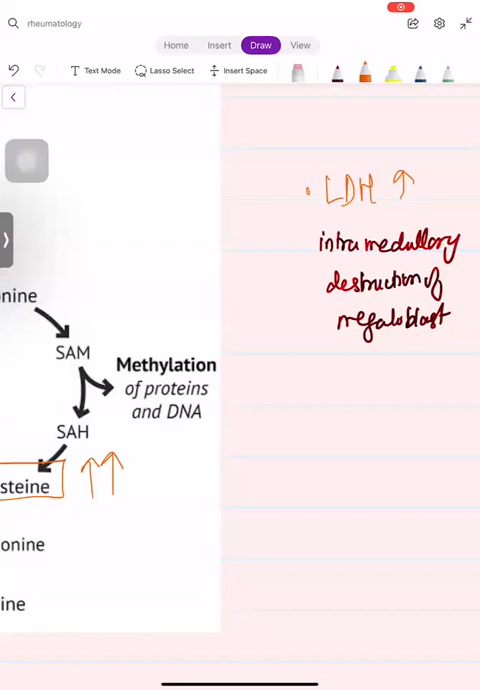 rheumatology
Home Insert Draw View
Text Mode Lasso Select Insert Space
LDH ↑
intramedullary
destruction of
megaloblast
onine
SAM
Methylation
of proteins
and DNA
SAH
steine ↑↑
onine
ine